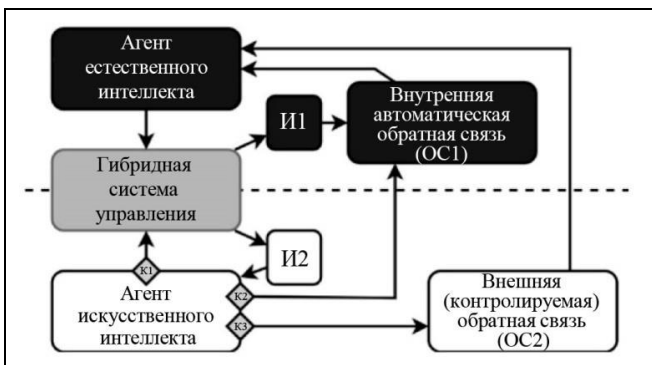 Агент
естественного
интеллекта
И1
Внутренняя
автоматическая
обратная связь
(ОС1)
Гибридная
система
управления
И2
К1
Агент
искусственного
интеллекта
К2
К3
Внешняя
(контролируемая)
обратная связь
(ОС2)